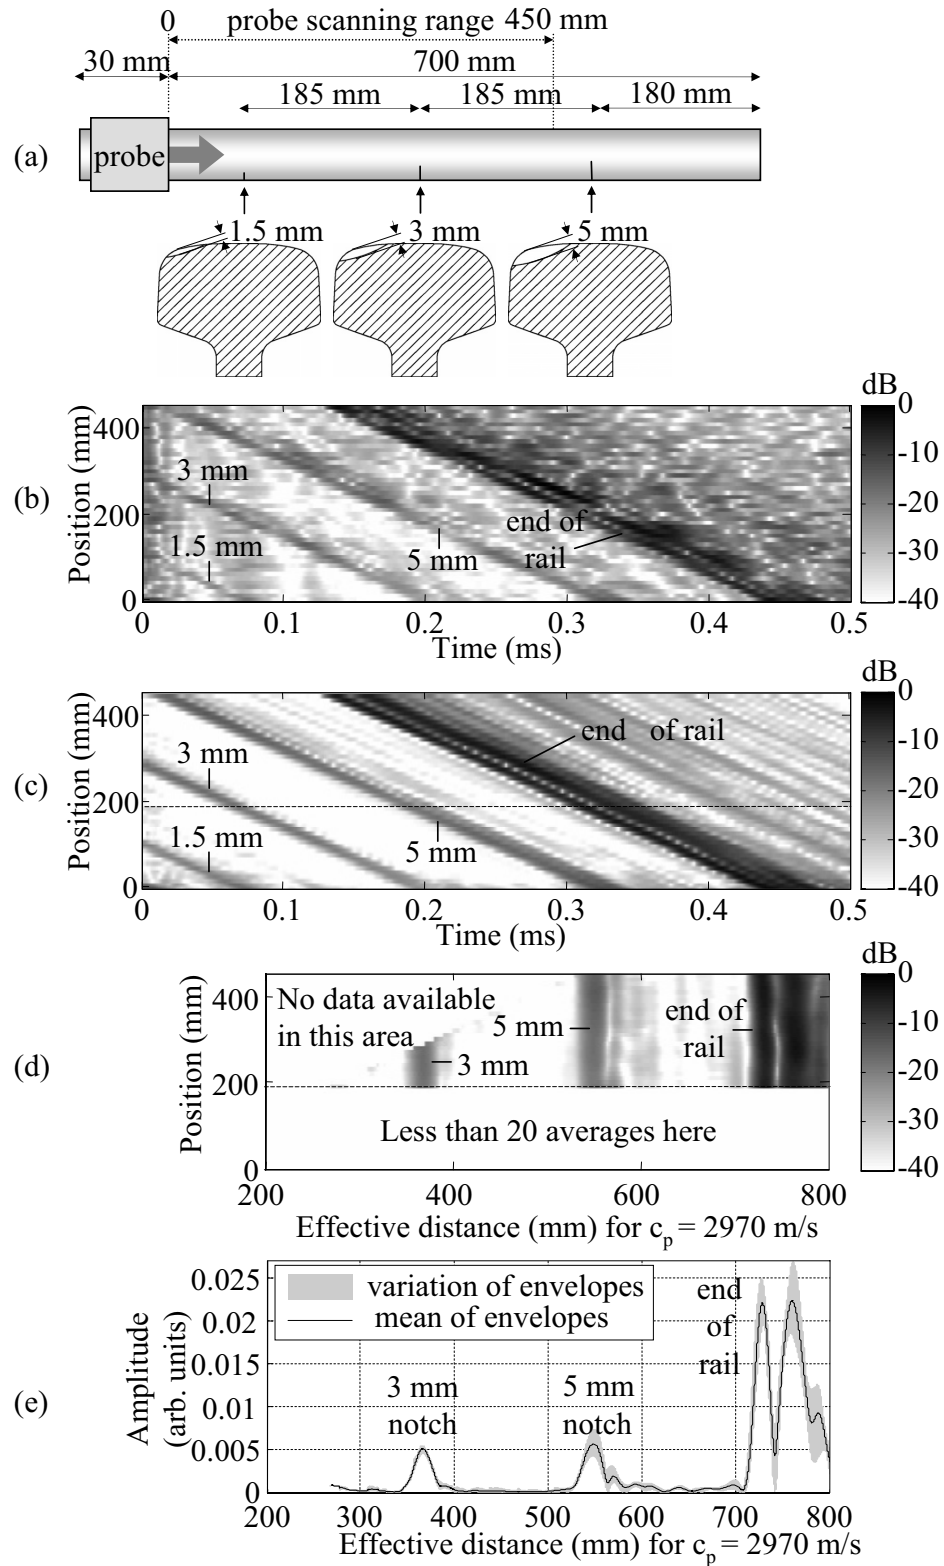 0 probe scanning range 450 mm
30 mm 700 mm
185 mm 185 mm 180 mm
(a) probe
1.5 mm 3 mm 5 mm
dB
(b) Position (mm)
400
200
0
3 mm
1.5 mm
5 mm
end of
rail
0
-10
-20
-30
-40
0 0.1 0.2 0.3 0.4 0.5
Time (ms)
dB
(c) Position (mm)
400
200
0
end of rail
3 mm
1.5 mm
5 mm
0
-10
-20
-30
-40
0 0.1 0.2 0.3 0.4 0.5
Time (ms)
dB
(d) Position (mm)
400
200
0
No data available
in this area
5 mm
end of
rail
3 mm
Less than 20 averages here
0
-10
-20
-30
-40
200 400 600 800
Effective distance (mm) for cp = 2970 m/s
(e) Amplitude
(arb. units)
0.025
0.02
0.015
0.01
0.005
0
variation of envelopes
mean of envelopes
end
of
rail
3 mm
notch
5 mm
notch
200 300 400 500 600 700 800
Effective distance (mm) for cp = 2970 m/s